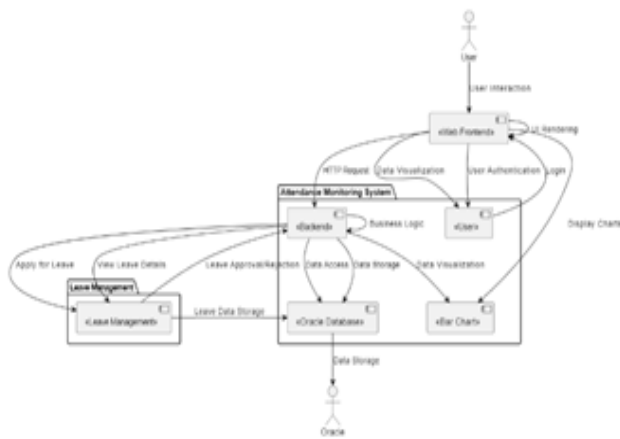 User
User Interaction
«Web Frontend»
UI Rendering
HTTP Request
Data Visualization
User Authentication
Login
Attendance Monitoring System
«Backend»
Business Logic
«User»
Display Charts
Apply for Leave
View Leave Details
Leave Approval/Rejection
Data Access
Data Storage
Data Visualization
Leave Management
«Leave Management»
Leave Data Storage
«Oracle Database»
«Bar Chart»
Data Storage
Oracle